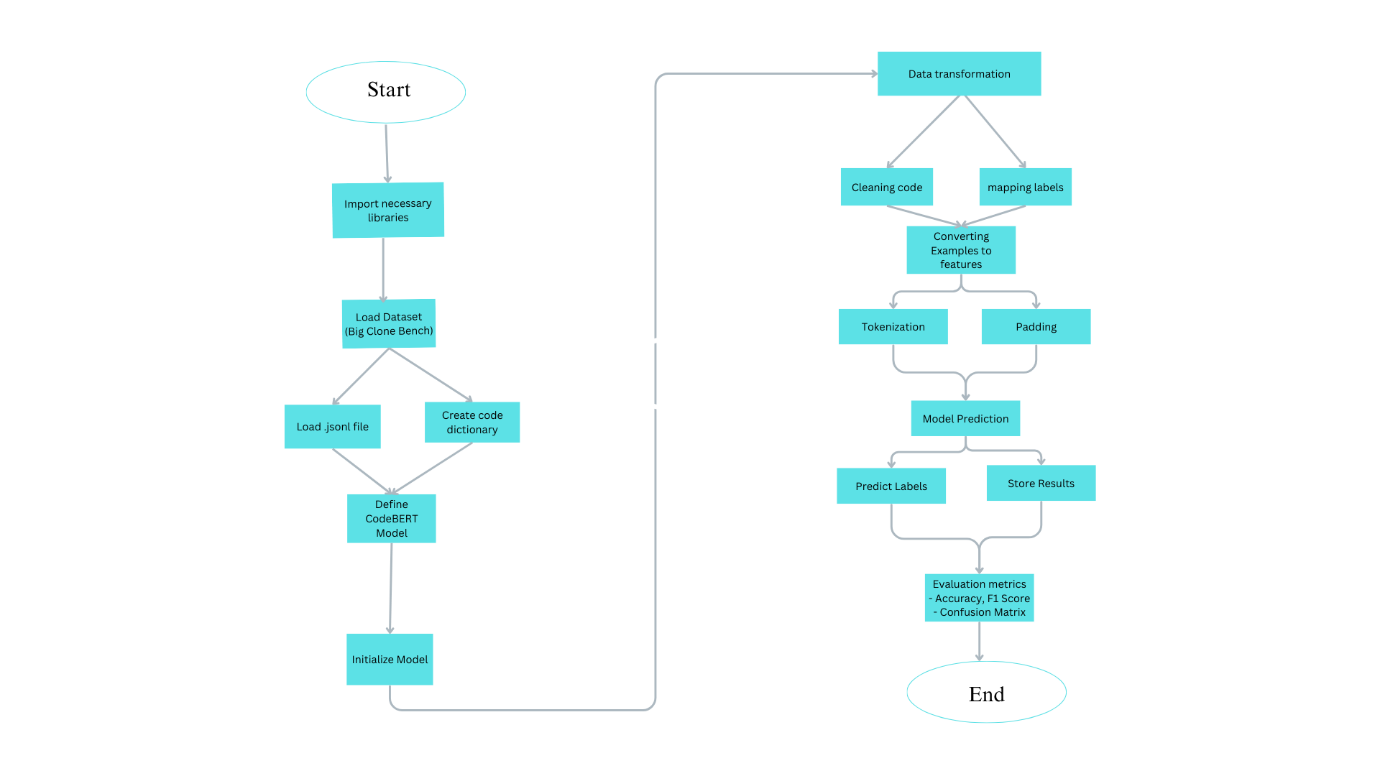 Start
Import necessary
libraries
Load Dataset
(Big Clone Bench)
Load .jsonl file
Create code
dictionary
Define
CodeBERT
Model
Initialize Model
Data transformation
Cleaning code
mapping labels
Converting
Examples to
features
Tokenization
Padding
Model Prediction
Predict Labels
Store Results
Evaluation metrics
- Accuracy, F1 Score
- Confusion Matrix
End